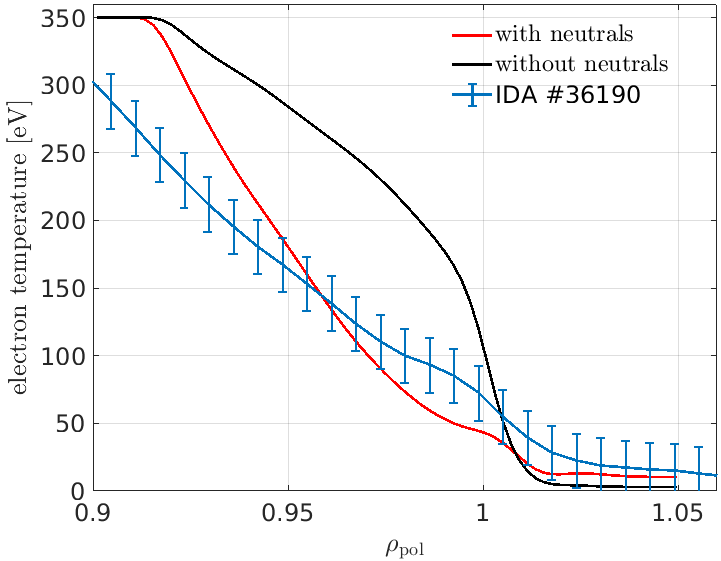 350
300
250
200
150
100
50
0
electron temperature [eV]
with neutrals
without neutrals
IDA #36190
0.9 0.95 1 1.05
ρpol